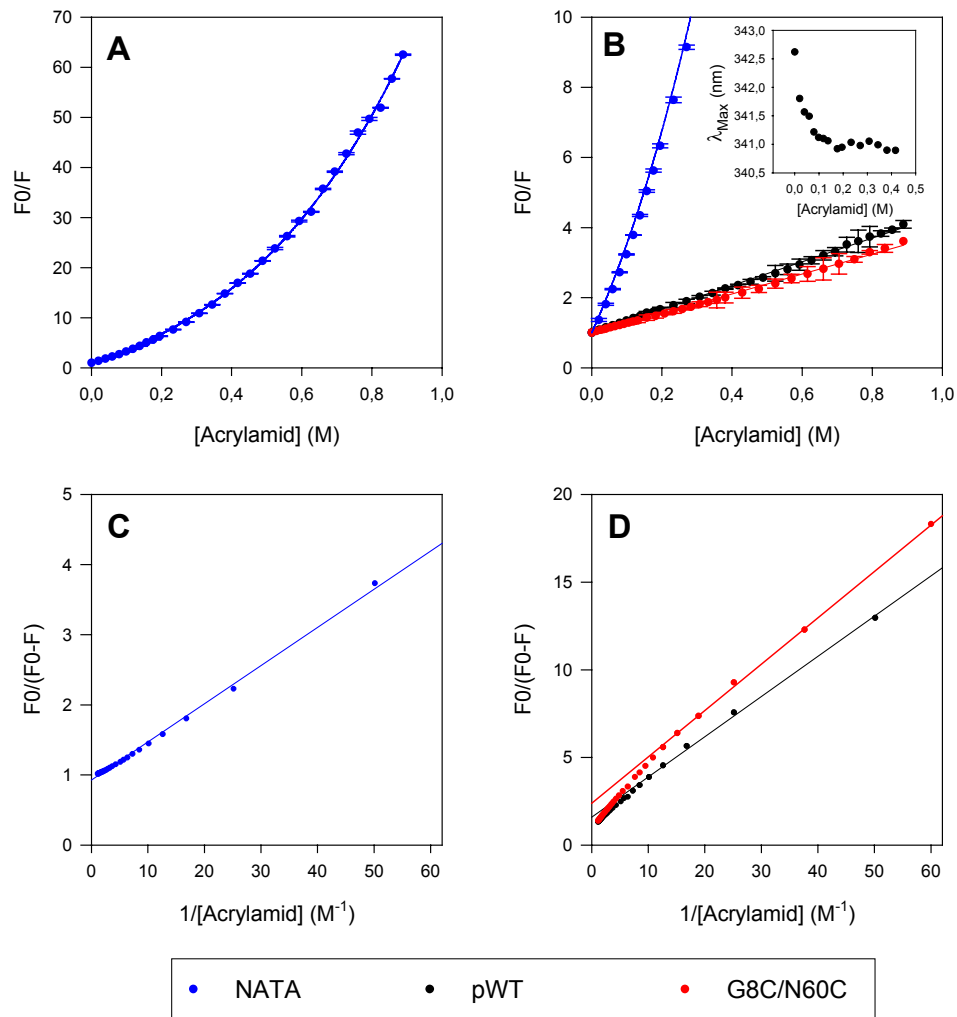 A
F0/F
70
60
50
40
30
20
10
0
0,0 0,2 0,4 0,6 0,8 1,0
[Acrylamid] (M)
B
F0/F
10
8
6
4
2
0
0,0 0,2 0,4 0,6 0,8 1,0
[Acrylamid] (M)
λMax (nm)
343,0
342,5
342,0
341,5
341,0
340,5
0,0 0,1 0,2 0,3 0,4 0,5
[Acrylamid] (M)
C
F0/(F0-F)
5
4
3
2
1
0
0 10 20 30 40 50 60
1/[Acrylamid] (M⁻¹)
D
F0/(F0-F)
20
15
10
5
0
0 10 20 30 40 50 60
1/[Acrylamid] (M⁻¹)
NATA pWT G8C/N60C